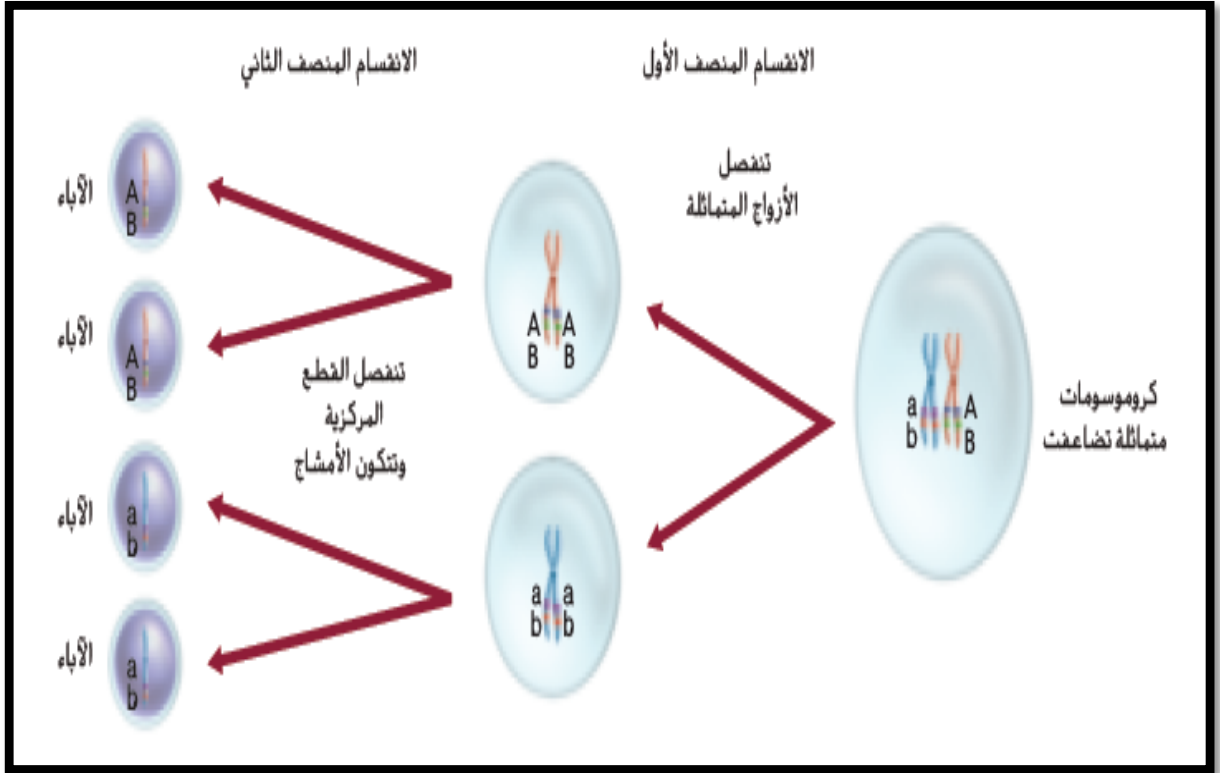 الانقسام المنصف الأول
الانقسام المنصف الثاني
تنفصل
الأزواج المتماثلة
كروموسومات
متماثلة تضاعفت
a
b
A
B
A A
B B
a a
b b
تنفصل القطع
المركزية
وتتكون الأمشاج
A
B
الآباء
A
B
الآباء
a
b
الآباء
a
b
الآباء